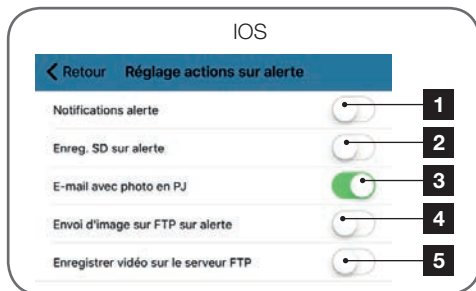 IOS
Retour Réglage actions sur alerte
Notifications alerte 1
Enreg. SD sur alerte 2
E-mail avec photo en PJ 3
Envoi d'image sur FTP sur alerte 4
Enregistrer vidéo sur le serveur FTP 5